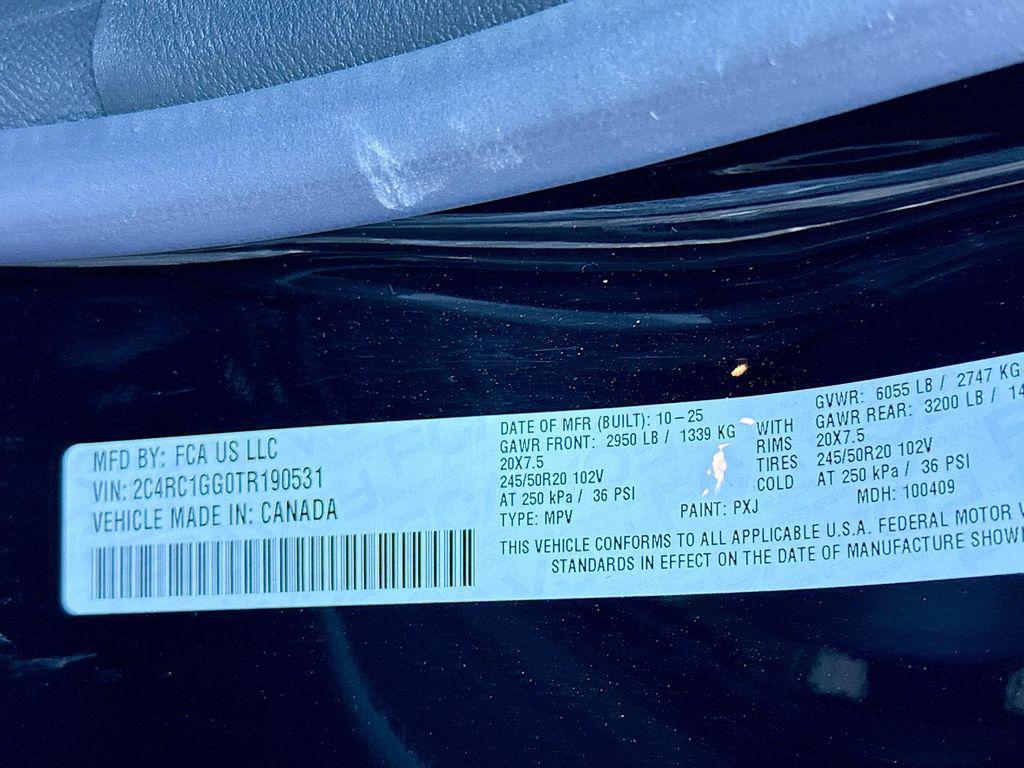 MFD BY: FCA US LLC
VIN: 2C4RC1GG0TR190531
VEHICLE MADE IN: CANADA
DATE OF MFR (BUILT): 10-25
GAWR FRONT: 2950 LB / 1339 KG
20X7.5
245/50R20 102V
AT 250 kPa / 36 PSI
TYPE: MPV
WITH
RIMS
TIRES
COLD
PAINT: PXJ
GVWR: 6055 LB / 2747 KG
GAWR REAR: 3200 LB /
20X7.5
245/50R20 102V
AT 250 kPa / 36 PSI
MDH: 100409
THIS VEHICLE CONFORMS TO ALL APPLICABLE U.S.A. FEDERAL MOTOR
STANDARDS IN EFFECT ON THE DATE OF MANUFACTURE